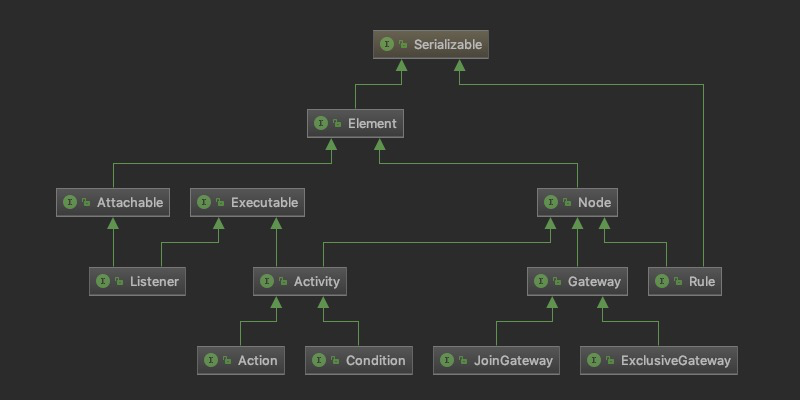 I Serializable
I Element
I Attachable
I Executable
I Node
I Listener
I Activity
I Gateway
I Rule
I Action
I Condition
I JoinGateway
I ExclusiveGateway